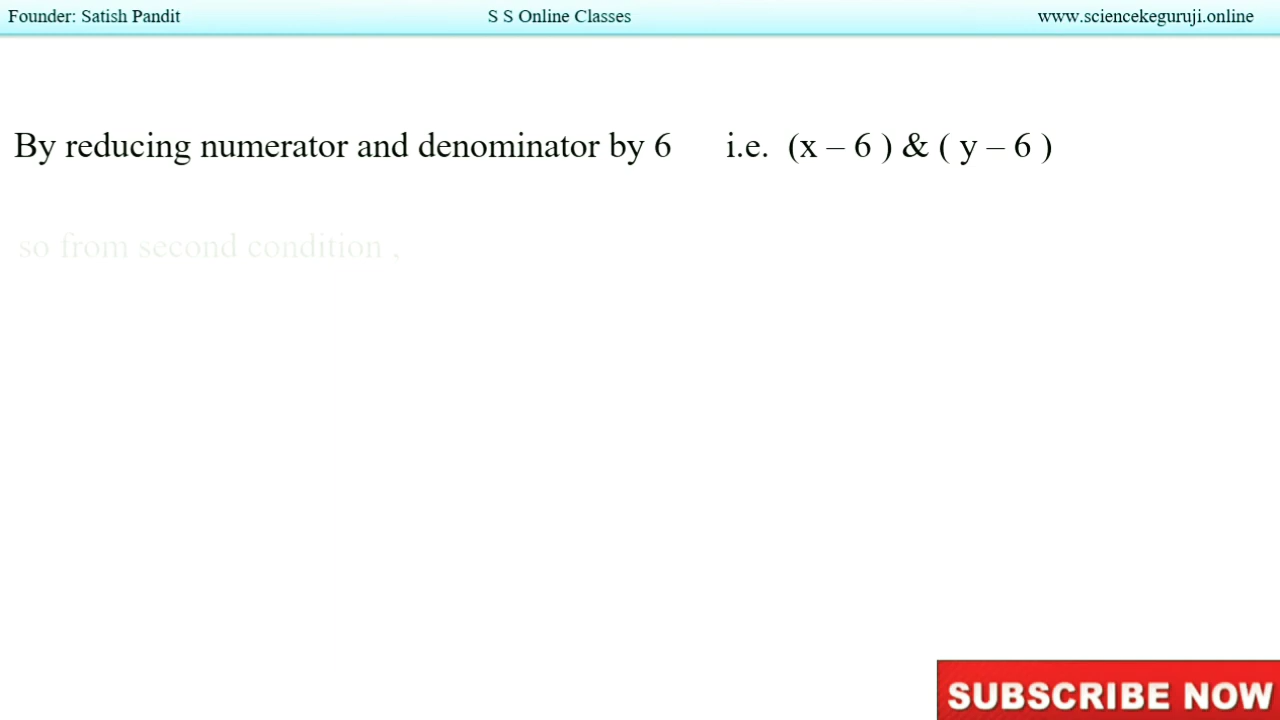 Founder: Satish Pandit S S Online Classes www.sciencekeguruji.online
By reducing numerator and denominator by 6 i.e. (x – 6 ) & ( y – 6 )
so from second condition ,
SUBSCRIBE NOW